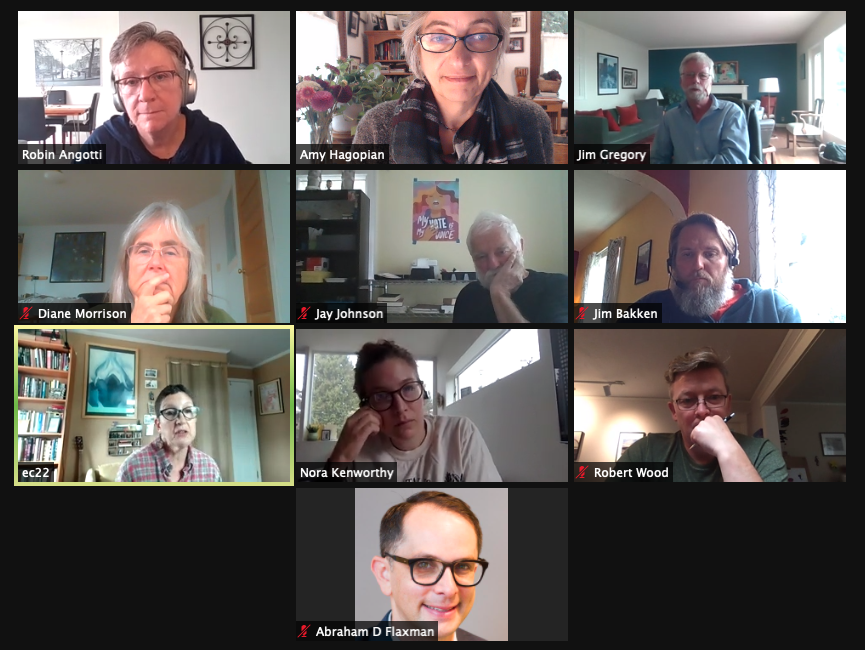 Robin Angotti
Amy Hagopian
Jim Gregory
Diane Morrison
MY VOTE IS
MY VOICE
Jay Johnson
Jim Bakken
ec22
Nora Kenworthy
Robert Wood
Abraham D Flaxman